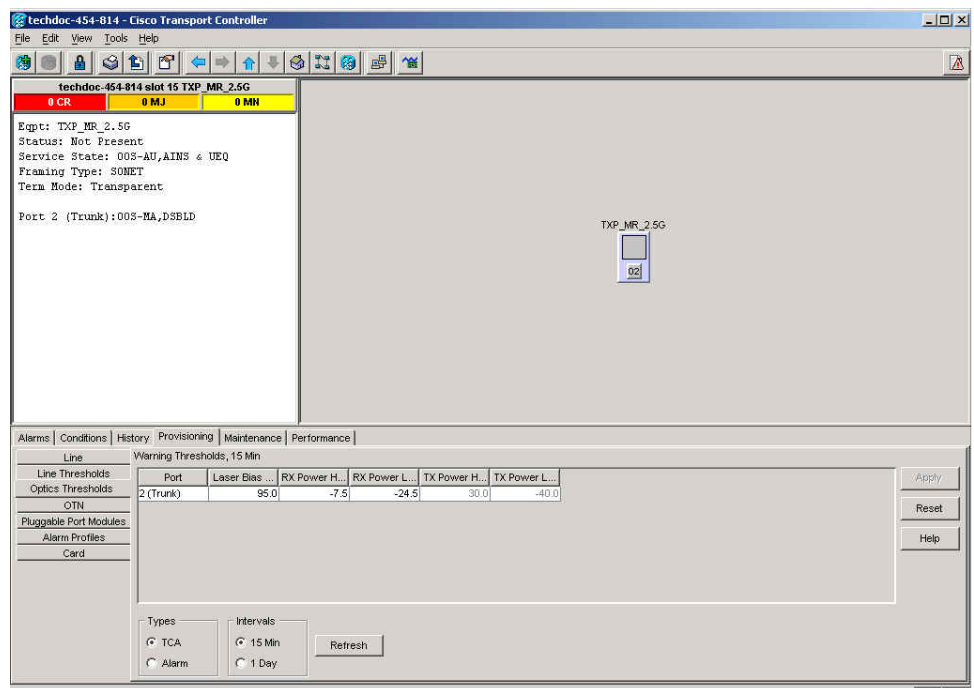 techdoc-454-814 - Cisco Transport Controller
File Edit View Tools Help
techdoc-454-814 slot 15 TXP_MR_2.5G
0 CR 0 MJ 0 MN
Eqpt: TXP_MR_2.5G
Status: Not Present
Service State: OOS-AU,AINS & UEQ
Framing Type: SONET
Term Mode: Transparent
Port 2 (Trunk):OOS-MA,DSBLD
TXP_MR_2.5G
02
Alarms Conditions History Provisioning Maintenance Performance
Line
Line Thresholds
Optics Thresholds
OTN
Pluggable Port Modules
Alarm Profiles
Card
Warning Thresholds, 15 Min
Port Laser Bias ... RX Power H... RX Power L... TX Power H... TX Power L...
2 (Trunk) 95.0 -7.5 -24.5 30.0 -40.0
Apply
Reset
Help
Types
TCA
Alarm
Intervals
15 Min
1 Day
Refresh